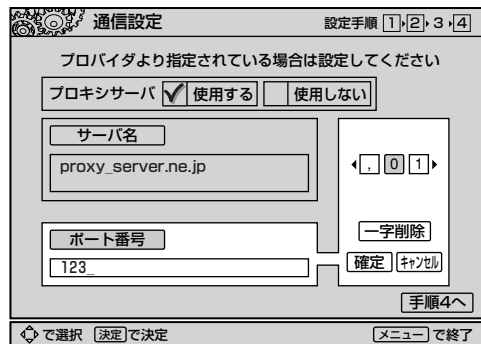 通信設定
設定手順 1 2 3 4
プロバイダより指定されている場合は設定してください
プロキシサーバ 使用する 使用しない
サーバ名
proxy_server.ne.jp
, 0 1
ポート番号
123_
一字削除
確定 キャンセル
手順4へ
で選択 決定で決定
メニューで終了